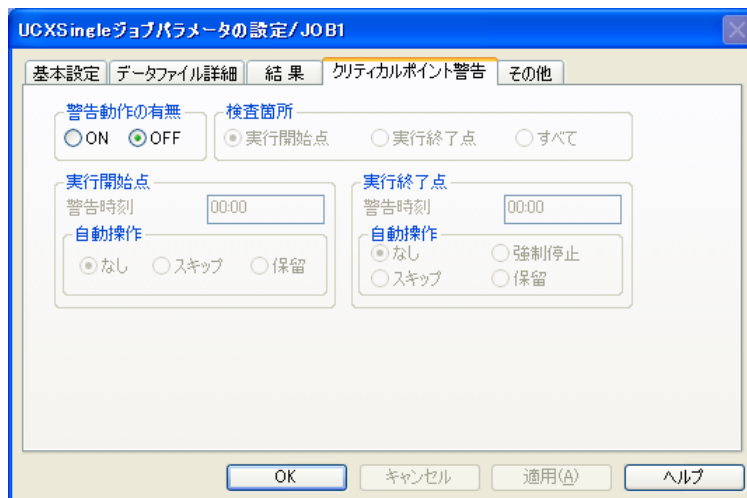 UCXSingleジョブパラメータの設定/JOB1
基本設定 データファイル詳細 結果 クリティカルポイント警告 その他
警告動作の有無 検査箇所
ON OFF 実行開始点 実行終了点 すべて
実行開始点 実行終了点
警告時刻 00:00 警告時刻 00:00
自動操作 自動操作
なし スキップ 保留 なし 強制停止
スキップ 保留
OK キャンセル 適用(A) ヘルプ